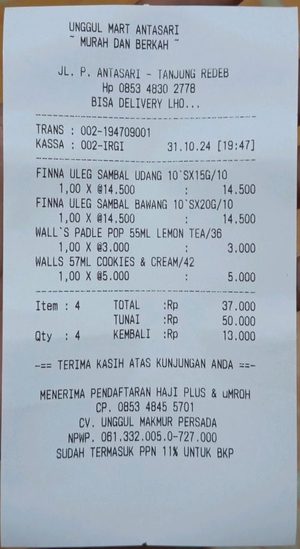 UNGGUL MART ANTASARI
~ MURAH DAN BERKAH ~
JL. P. ANTASARI - TANJUNG REDEB
Hp 0853 4830 2778
BISA DELIVERY LHO...
TRANS : 002-194709001
KASSA : 002-IRGI 31.10.24 [19:47]
FINNA ULEG SAMBAL UDANG 10`SX15G/10
1,00 X @14.500 : 14.500
FINNA ULEG SAMBAL BAWANG 10`SX20G/10
1,00 X @14.500 : 14.500
WALL`S PADLE POP 55ML LEMON TEA/36
1,00 X @3.000 : 3.000
WALLS 57ML COOKIES & CREAM/42
1,00 X @5.000 : 5.000
Item : 4 TOTAL :Rp 37.000
TUNAI :Rp 50.000
Qty : 4 KEMBALI :Rp 13.000
-== TERIMA KASIH ATAS KUNJUNGAN ANDA ==-
MENERIMA PENDAFTARAN HAJI PLUS & uMROH
CP. 0853 4845 5701
CV. UNGGUL MAKMUR PERSADA
NPWP. 061.332.005.0-727.000
SUDAH TERMASUK PPN 11% UNTUK BKP